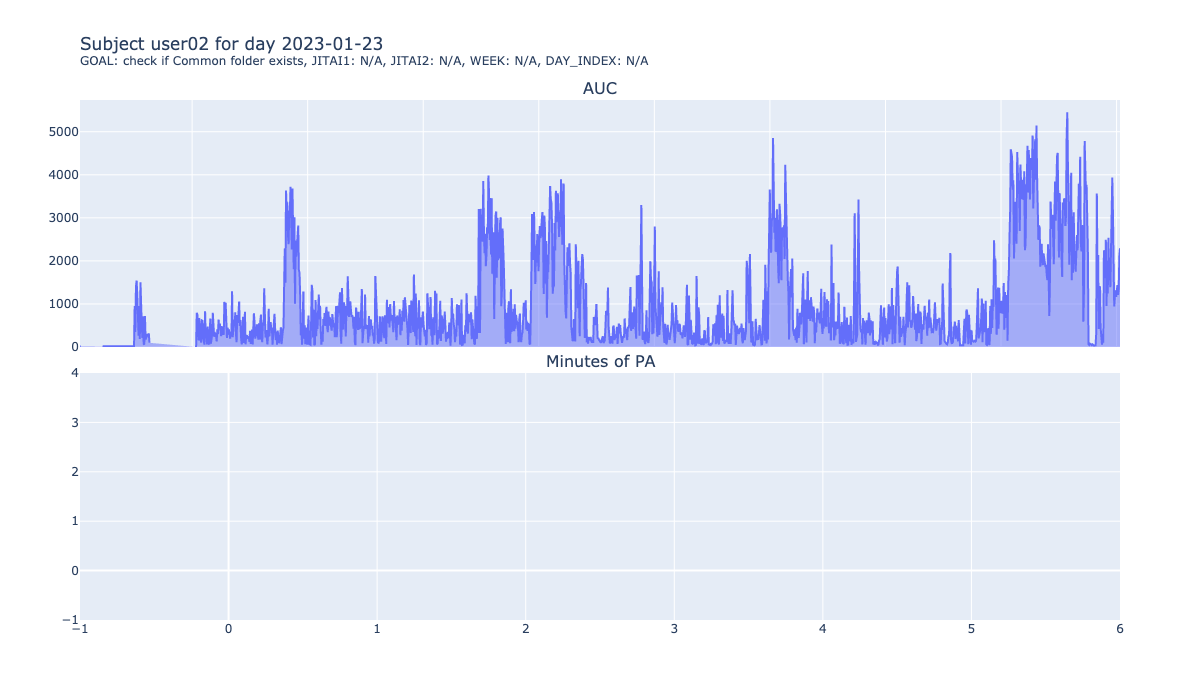 Subject user02 for day 2023-01-23
GOAL: check if Common folder exists, JITAI1: N/A, JITAI2: N/A, WEEK: N/A, DAY_INDEX: N/A
AUC
5000
4000
3000
2000
1000
0
Minutes of PA
4
3
2
1
0
−1
−1 0 1 2 3 4 5 6